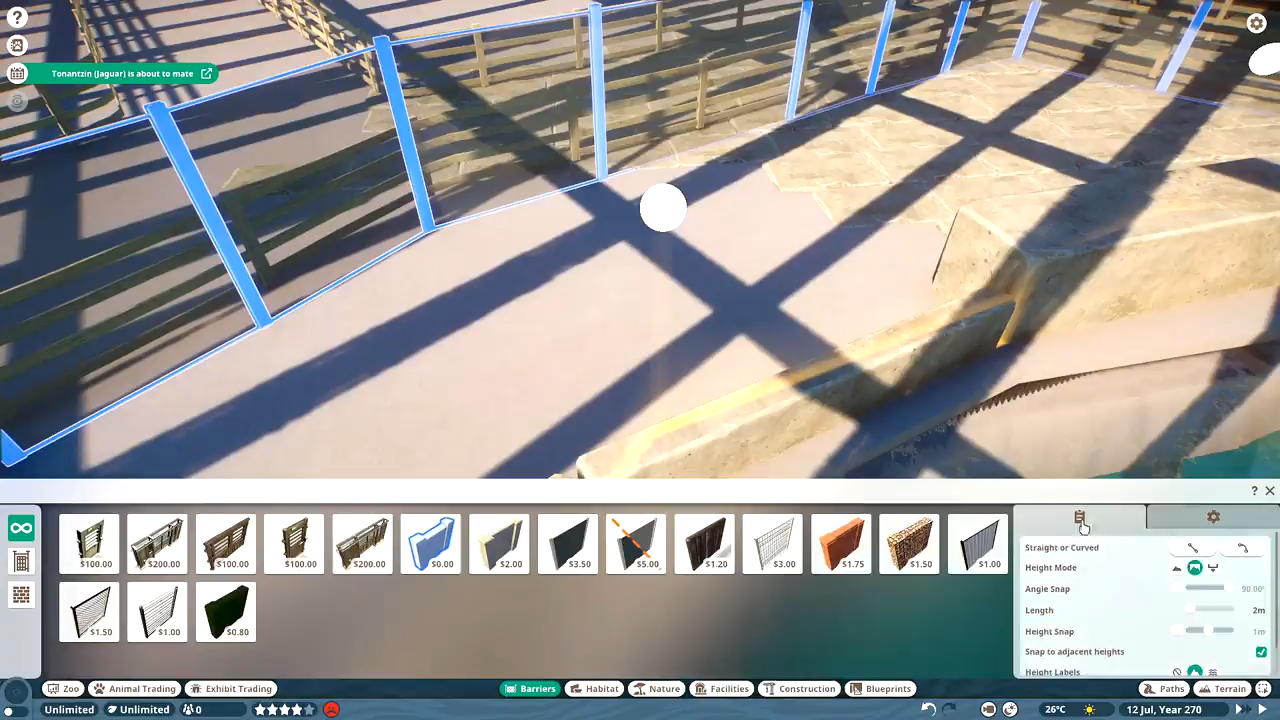 ?
Tonantzin (Jaguar) is about to mate
?
$100.00
$200.00
$100.00
$100.00
$200.00
$0.00
$2.00
$3.50
$5.00
$1.20
$3.00
$1.75
$1.50
$1.00
$1.50
$1.00
$0.80
Straight or Curved
Height Mode
Angle Snap 90.00°
Length 2m
Height Snap 1m
Snap to adjacent heights
Height Labels
Zoo
Animal Trading
Exhibit Trading
Barriers
Habitat
Nature
Facilities
Construction
Blueprints
Paths
Terrain
Unlimited
Unlimited
0
26°C
12 Jul, Year 270